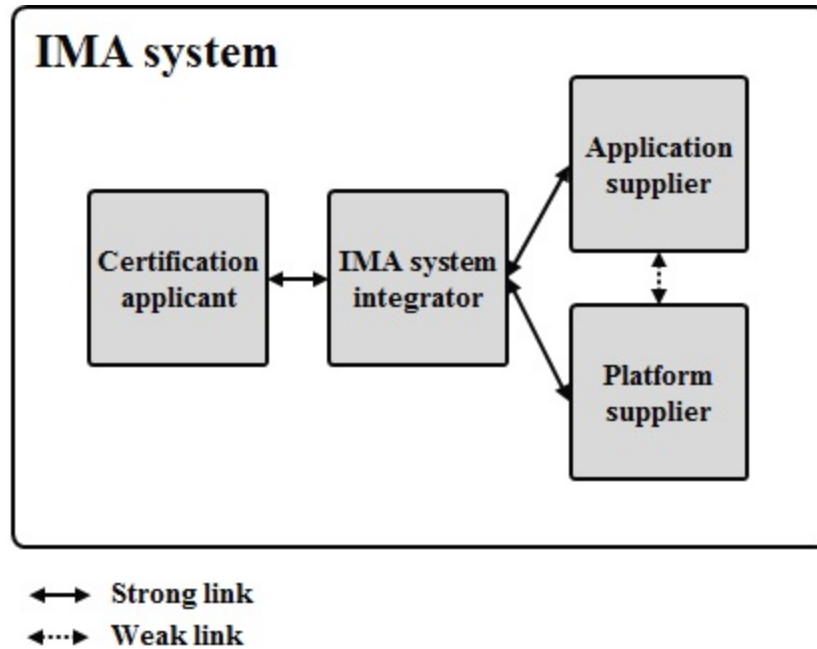 IMA system
Application
supplier
Certification
applicant
IMA system
integrator
Platform
supplier
Strong link
Weak link